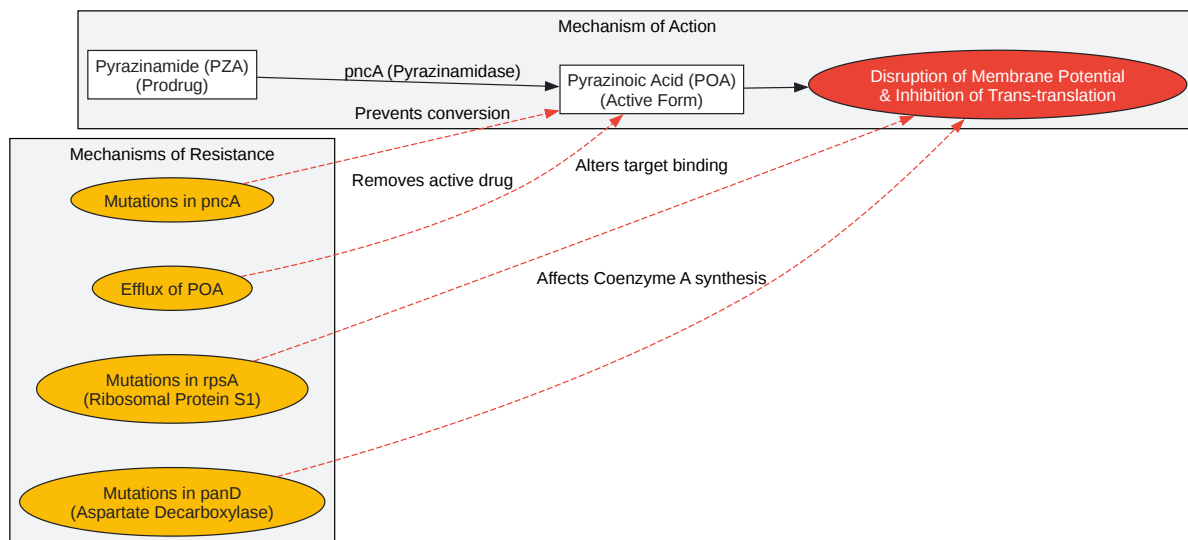 Mechanism of Action
Pyrazinamide (PZA)
(Prodrug)
pncA (Pyrazinamidase)
Pyrazinoic Acid (POA)
(Active Form)
Disruption of Membrane Potential
& Inhibition of Trans-translation
Prevents conversion
Mechanisms of Resistance
Mutations in pncA
Removes active drug
Alters target binding
Efflux of POA
Affects Coenzyme A synthesis
Mutations in rpsA
(Ribosomal Protein S1)
Mutations in panD
(Aspartate Decarboxylase)